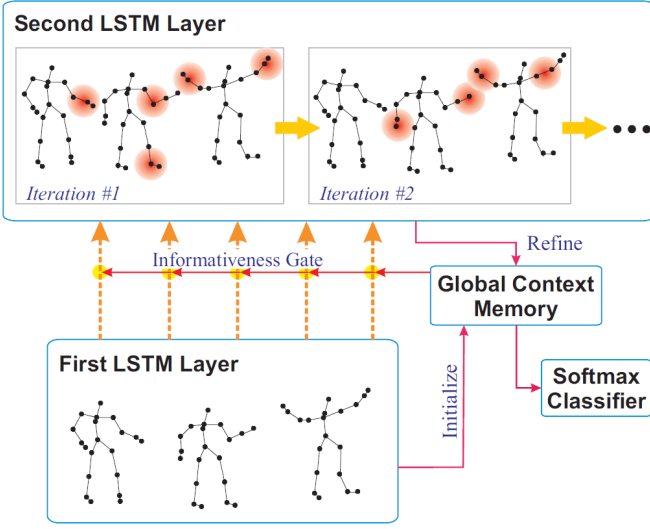 Second LSTM Layer
Iteration #1
Iteration #2
Refine
Informativeness Gate
Global Context
Memory
First LSTM Layer
Initialize
Softmax
Classifier